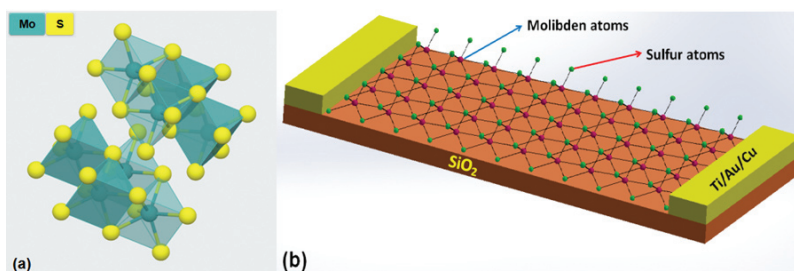 Mo S
(a)
Molibden atoms
Sulfur atoms
SiO2
Ti/Au/Cu
(b)